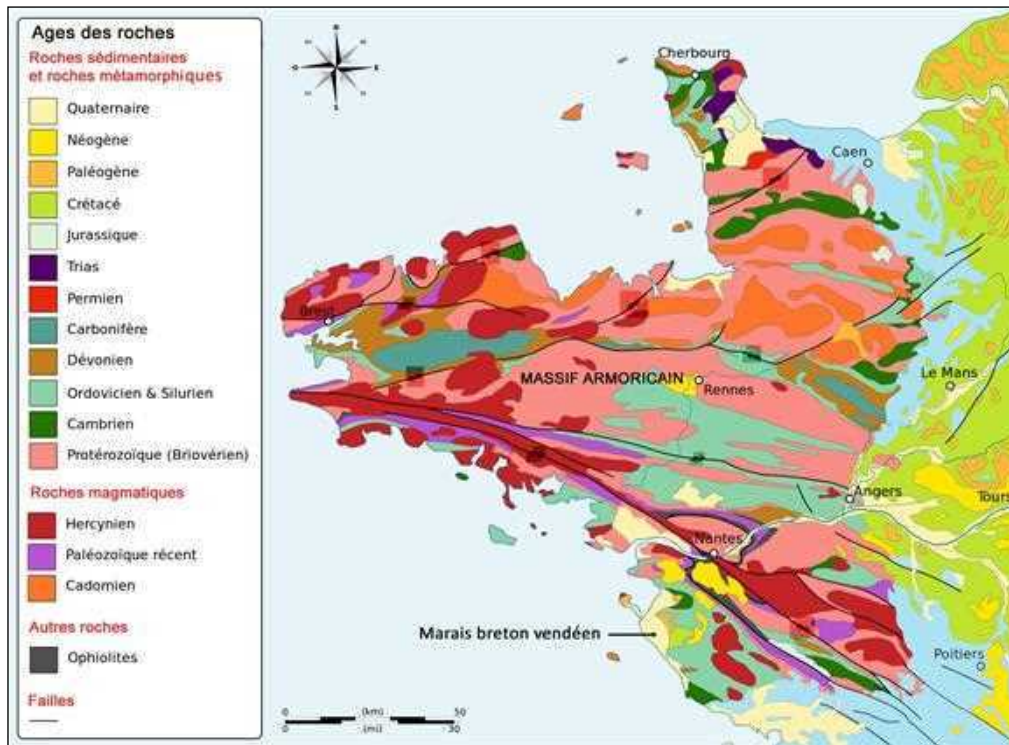 Ages des roches
Roches sédimentaires
et roches métamorphiques
Quaternaire
Néogène
Paléogène
Crétacé
Jurassique
Trias
Permien
Carbonifère
Dévonien
Ordovicien & Silurien
Cambrien
Protérozoïque (Briovérien)
Roches magmatiques
Hercynien
Paléozoïque récent
Cadomien
Autres roches
Ophiolites
Failles
Cherbourg
Caen
Brest
MASSIF ARMORICAIN
Rennes
Le Mans
Angers
Tours
Nantes
Marais breton vendéen
Poitiers
0 (km) 50
0 (mi) 30